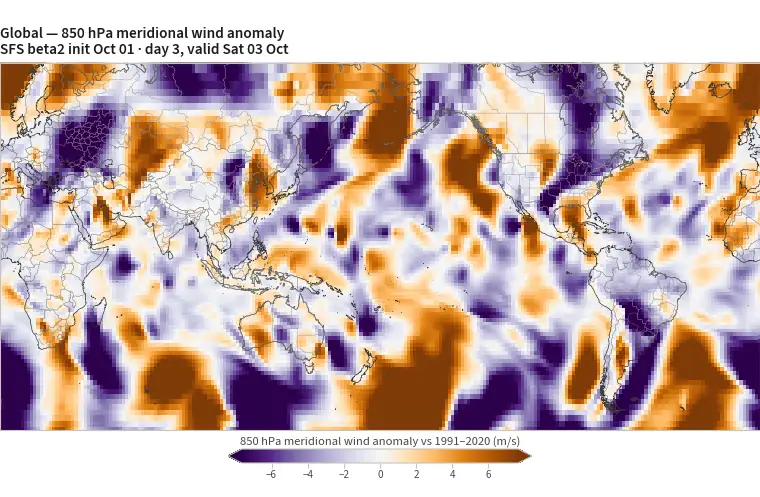 Global — 850 hPa meridional wind anomaly
SFS beta2 init Oct 01 · day 3, valid Sat 03 Oct
850 hPa meridional wind anomaly vs 1991–2020 (m/s)
−6 −4 −2 0 2 4 6